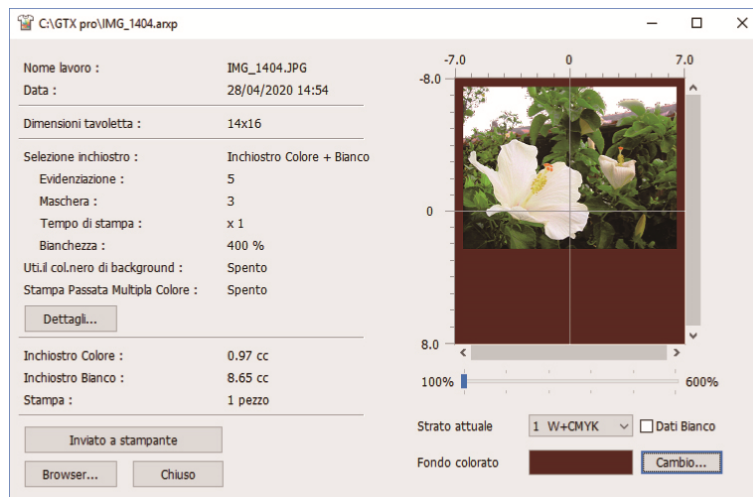 C:\GTX pro\IMG_1404.arxp
Nome lavoro : IMG_1404.JPG
Data : 28/04/2020 14:54
Dimensioni tavoletta : 14x16
Selezione inchiostro : Inchiostro Colore + Bianco
Evidenziazione : 5
Maschera : 3
Tempo di stampa : x 1
Bianchezza : 400 %
Uti.il col.nero di background : Spento
Stampa Passata Multipla Colore : Spento
Dettagli...
Inchiostro Colore : 0.97 cc
Inchiostro Bianco : 8.65 cc
Stampa : 1 pezzo
Inviato a stampante
Browser... Chiuso
-7.0 0 7.0
-8.0
0
8.0
100% 600%
Strato attuale 1 W+CMYK Dati Bianco
Fondo colorato Cambio...